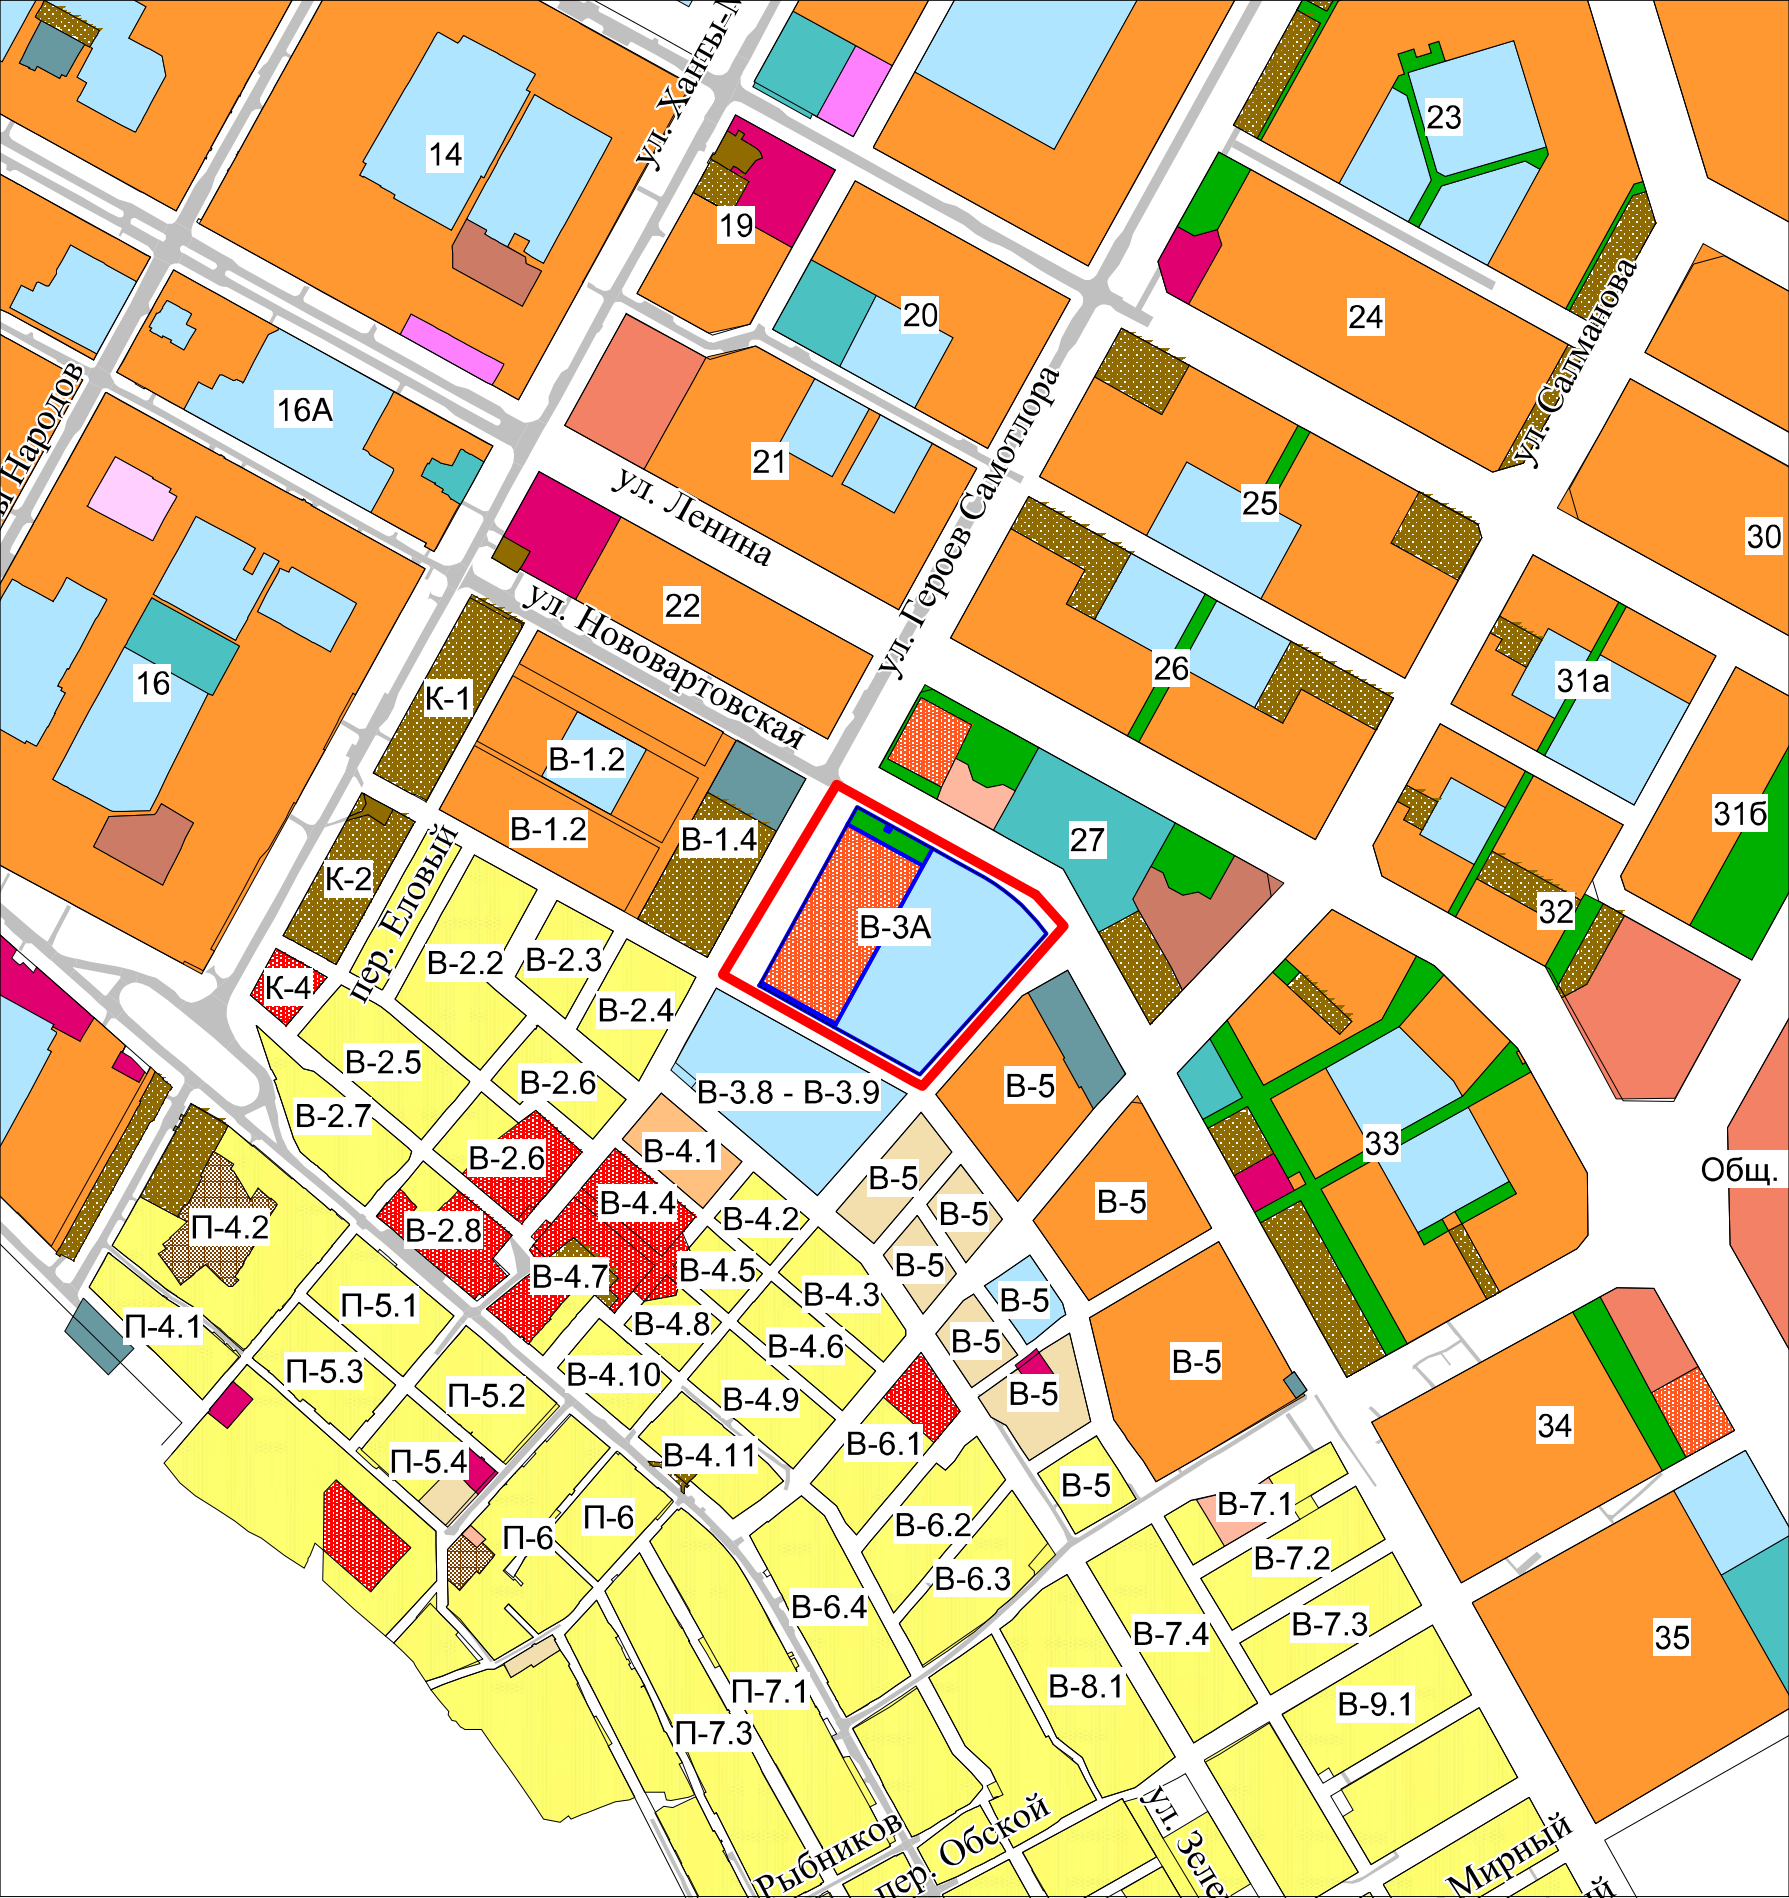 23
14
ул. Ханты-М
19
20
24
ул. Салманова
16А
ы Народов
21
ул. Героев Самотлора
ул. Ленина
25
30
22
ул. Нововартовская
16
К-1
26
31а
В-1.2
В-1.2
В-1.4
27
31б
К-2
пер. Еловый
В-3А
32
К-4
В-2.2
В-2.3
В-2.4
В-2.5
В-2.6
В-3.8 - В-3.9
В-5
В-2.7
В-2.6
В-4.1
33
Общ.
В-5
В-5
В-5
П-4.2
В-2.8
В-4.4
В-4.2
В-4.7
В-4.5
В-5
В-4.3
В-5
П-5.1
П-4.1
В-4.8
В-4.6
В-5
В-5
П-5.3
В-4.10
П-5.2
В-4.9
В-5
34
П-5.4
В-4.11
В-6.1
В-5
В-7.1
П-6
П-6
В-6.2
В-7.2
В-6.3
В-6.4
В-7.3
В-7.4
35
П-7.1
В-8.1
В-9.1
П-7.3
Рыбников
пер. Обской
ул. Зеле
Мирный
ый